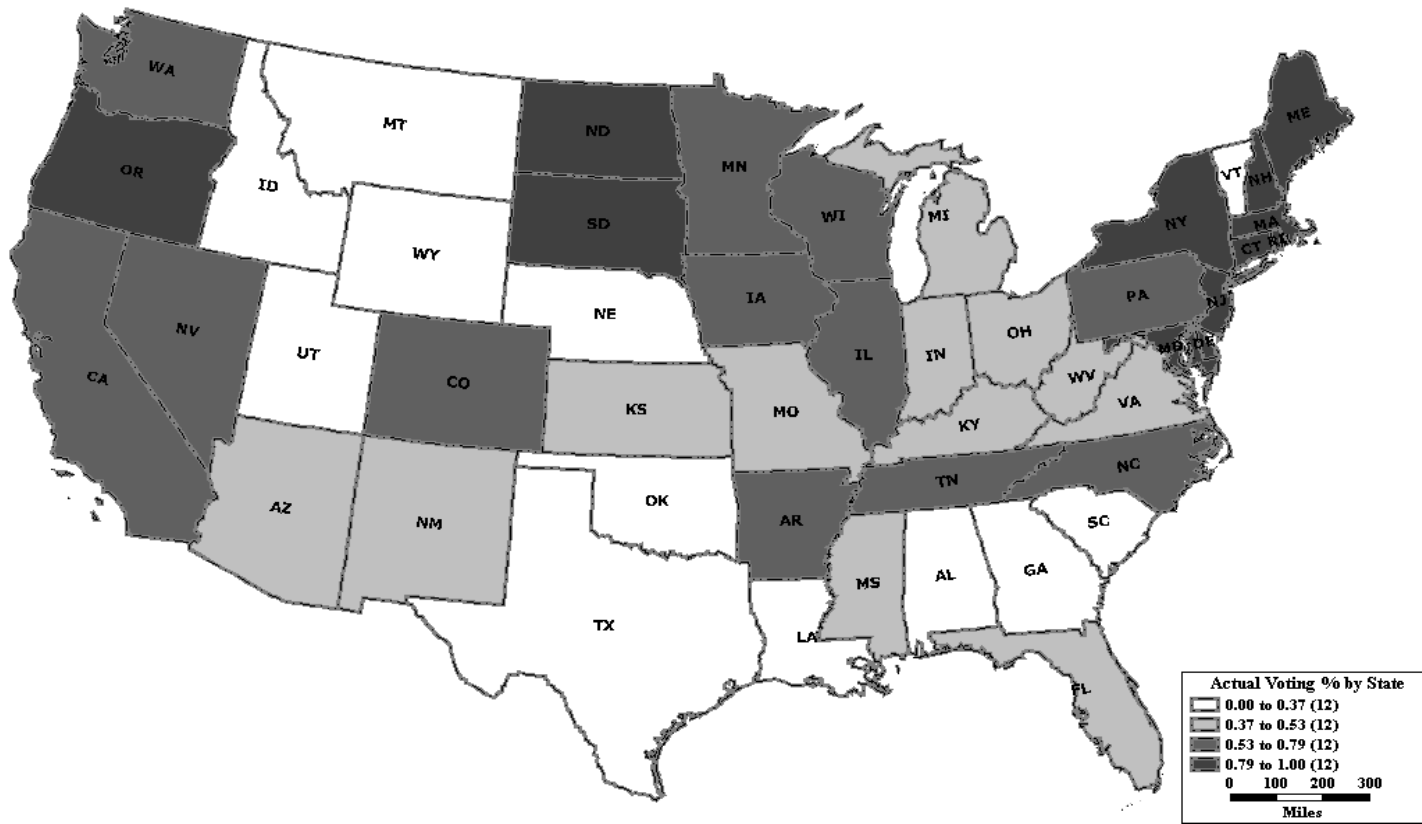 WA
MT
ND
ME
MN
OR
ID
VT
NH
WI
MI
SD
NY
MA
WY
CT RI
IA
PA
NE
NJ
NV
OH
UT
IL
IN
MD
DE
CA
CO
WV
KS
MO
VA
KY
NC
TN
OK
AZ
NM
AR
SC
GA
AL
MS
TX
LA
FL
Actual Voting % by State
0.00 to 0.37 (12)
0.37 to 0.53 (12)
0.53 to 0.79 (12)
0.79 to 1.00 (12)
0 100 200 300
Miles